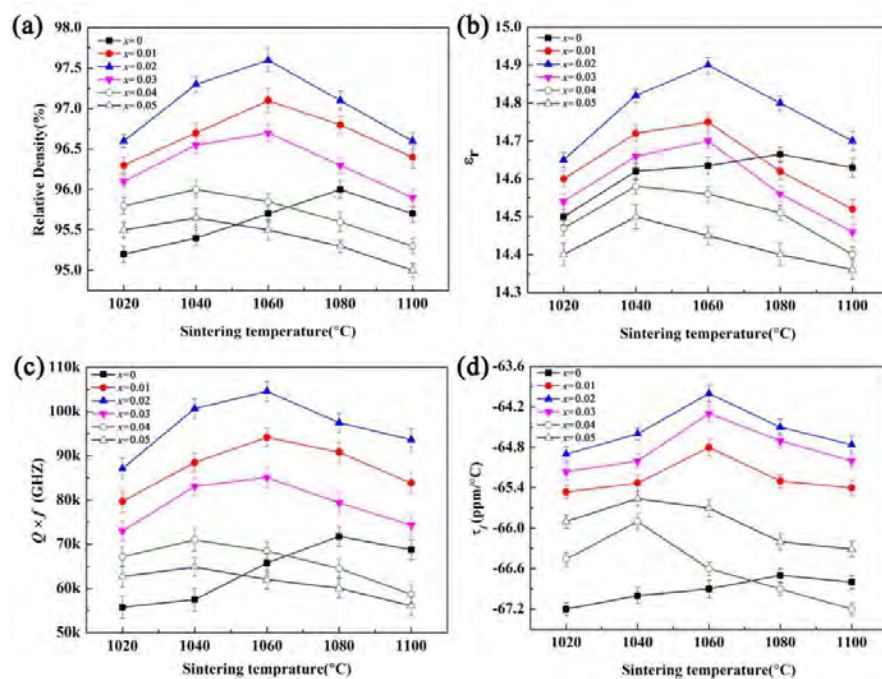 (a)
98.0
97.5
97.0
96.5
96.0
95.5
95.0
Relative Density(%)
x=0
x=0.01
x=0.02
x=0.03
x=0.04
x=0.05
1020 1040 1060 1080 1100
Sintering temperature(°C)
(b)
15.0
14.9
14.8
14.7
14.6
14.5
14.4
14.3
εr
x=0
x=0.01
x=0.02
x=0.03
x=0.04
x=0.05
1020 1040 1060 1080 1100
Sintering temperature(°C)
(c)
110k
100k
90k
80k
70k
60k
50k
Q×f (GHZ)
x=0
x=0.01
x=0.02
x=0.03
x=0.04
x=0.05
1020 1040 1060 1080 1100
Sintering temprature(°C)
(d)
-63.6
-64.2
-64.8
-65.4
-66.0
-66.6
-67.2
τf (ppm/°C)
x=0
x=0.01
x=0.02
x=0.03
x=0.04
x=0.05
1020 1040 1060 1080 1100
Sintering temprature(°C)